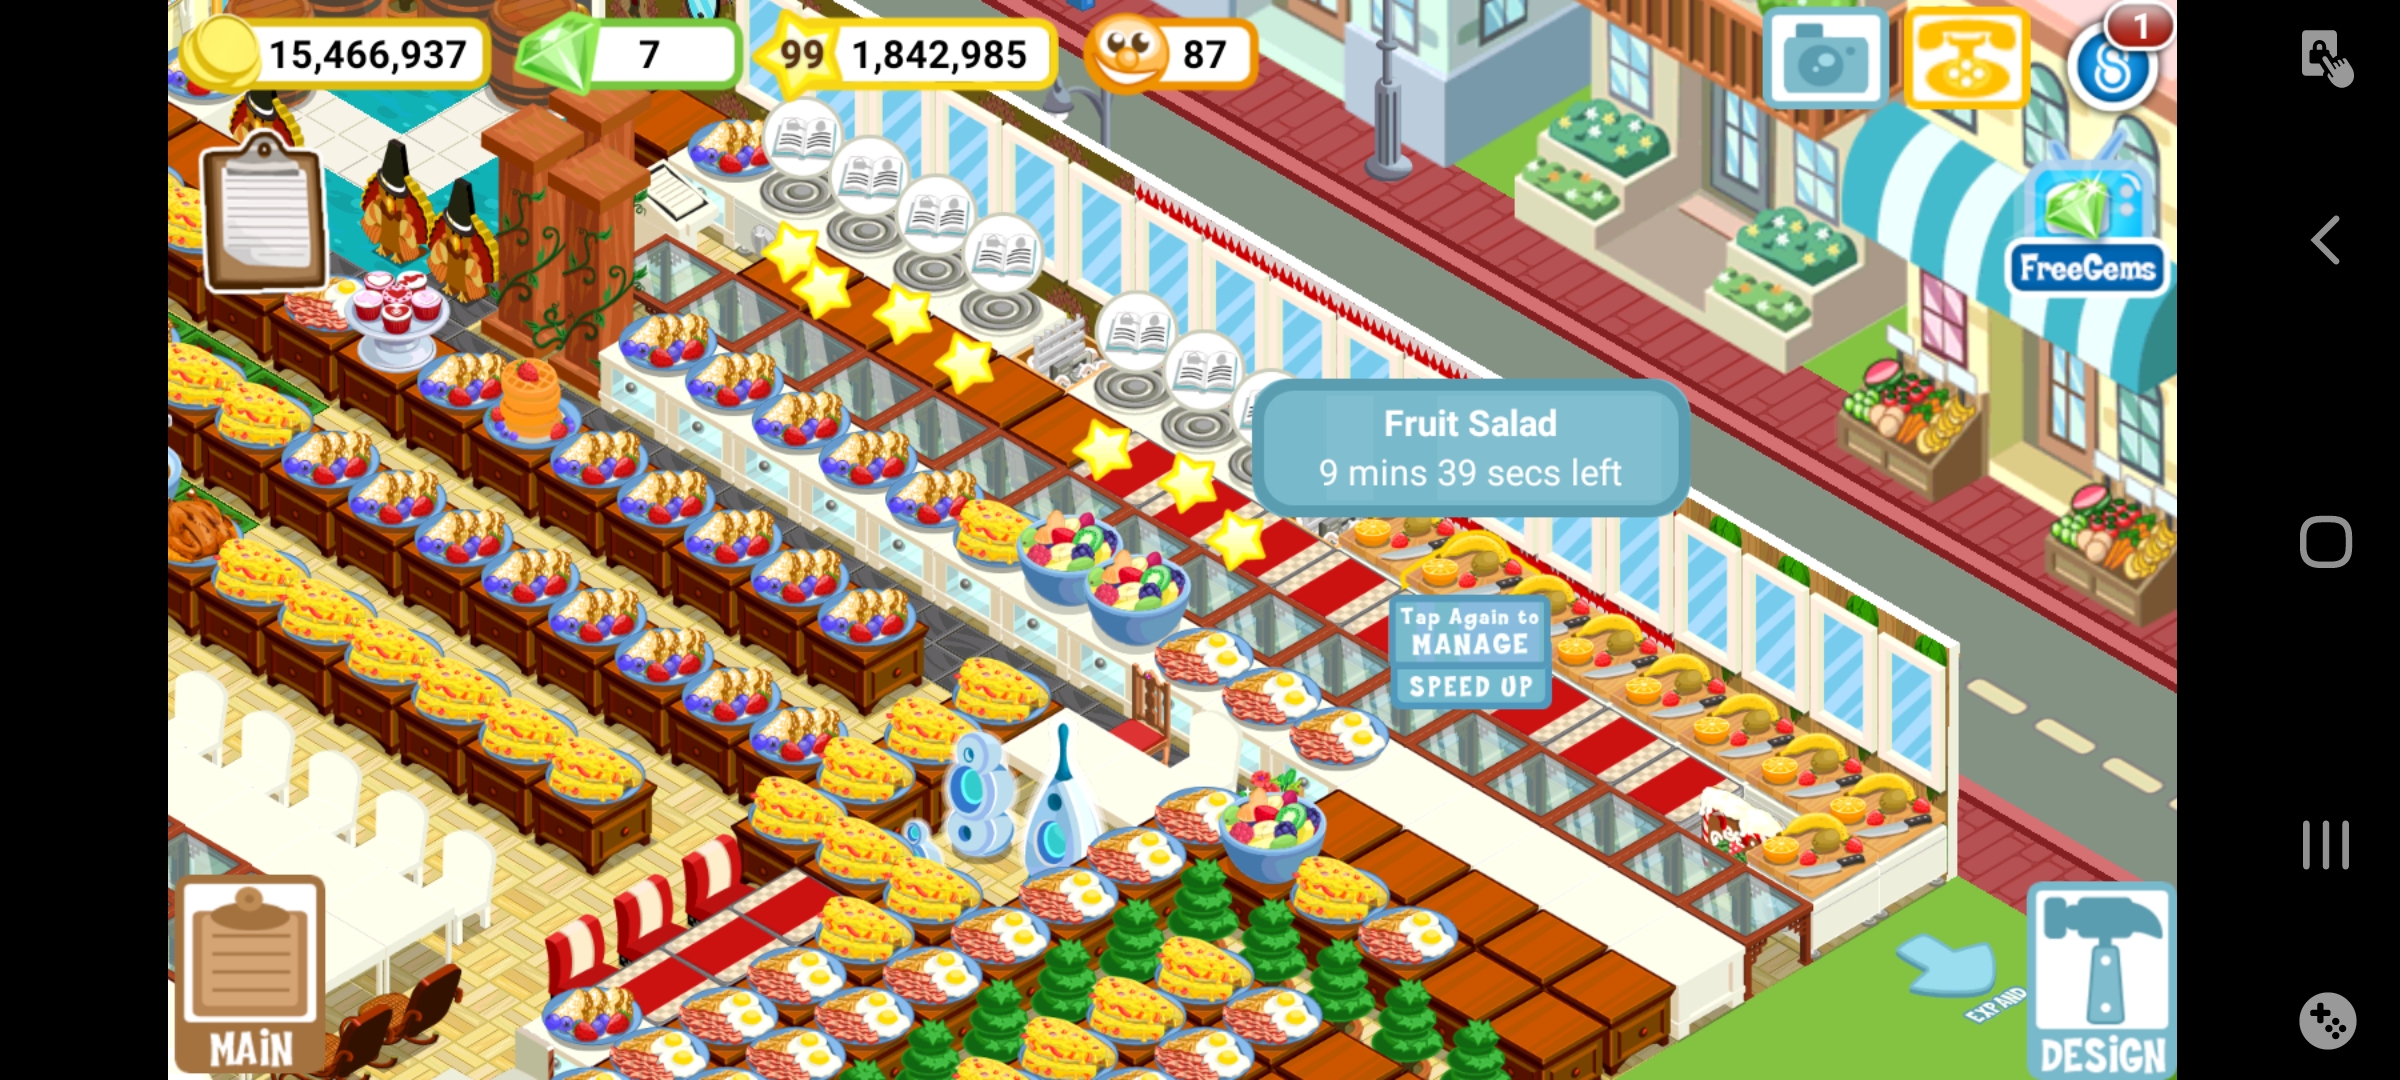 15,466,937
7
99 1,842,985
87
1
FreeGems
Fruit Salad
9 mins 39 secs left
Tap Again to
MANAGE
SPEED UP
EXPAND
MAiN
DESiGN